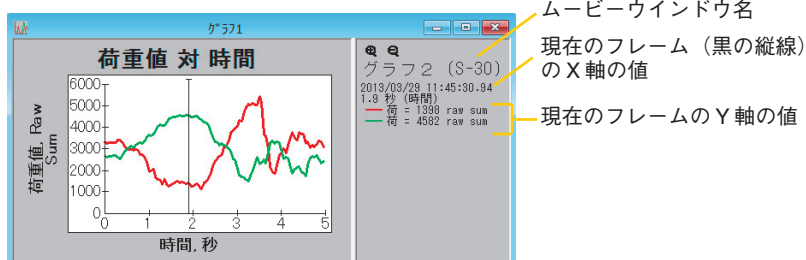 ｸﾞﾗﾌ1
荷重値 対 時間
荷重値, Raw
Sum
6000
5000
4000
3000
2000
1000
0
0 1 2 3 4 5
時間, 秒
グラフ2 (S-30)
2013/03/29 11:45:30.94
1.9 秒 (時間)
荷 = 1398 raw sum
荷 = 4582 raw sum
ムービーウインドウ名
現在のフレーム（黒の縦線）
の X 軸の値
現在のフレームの Y 軸の値